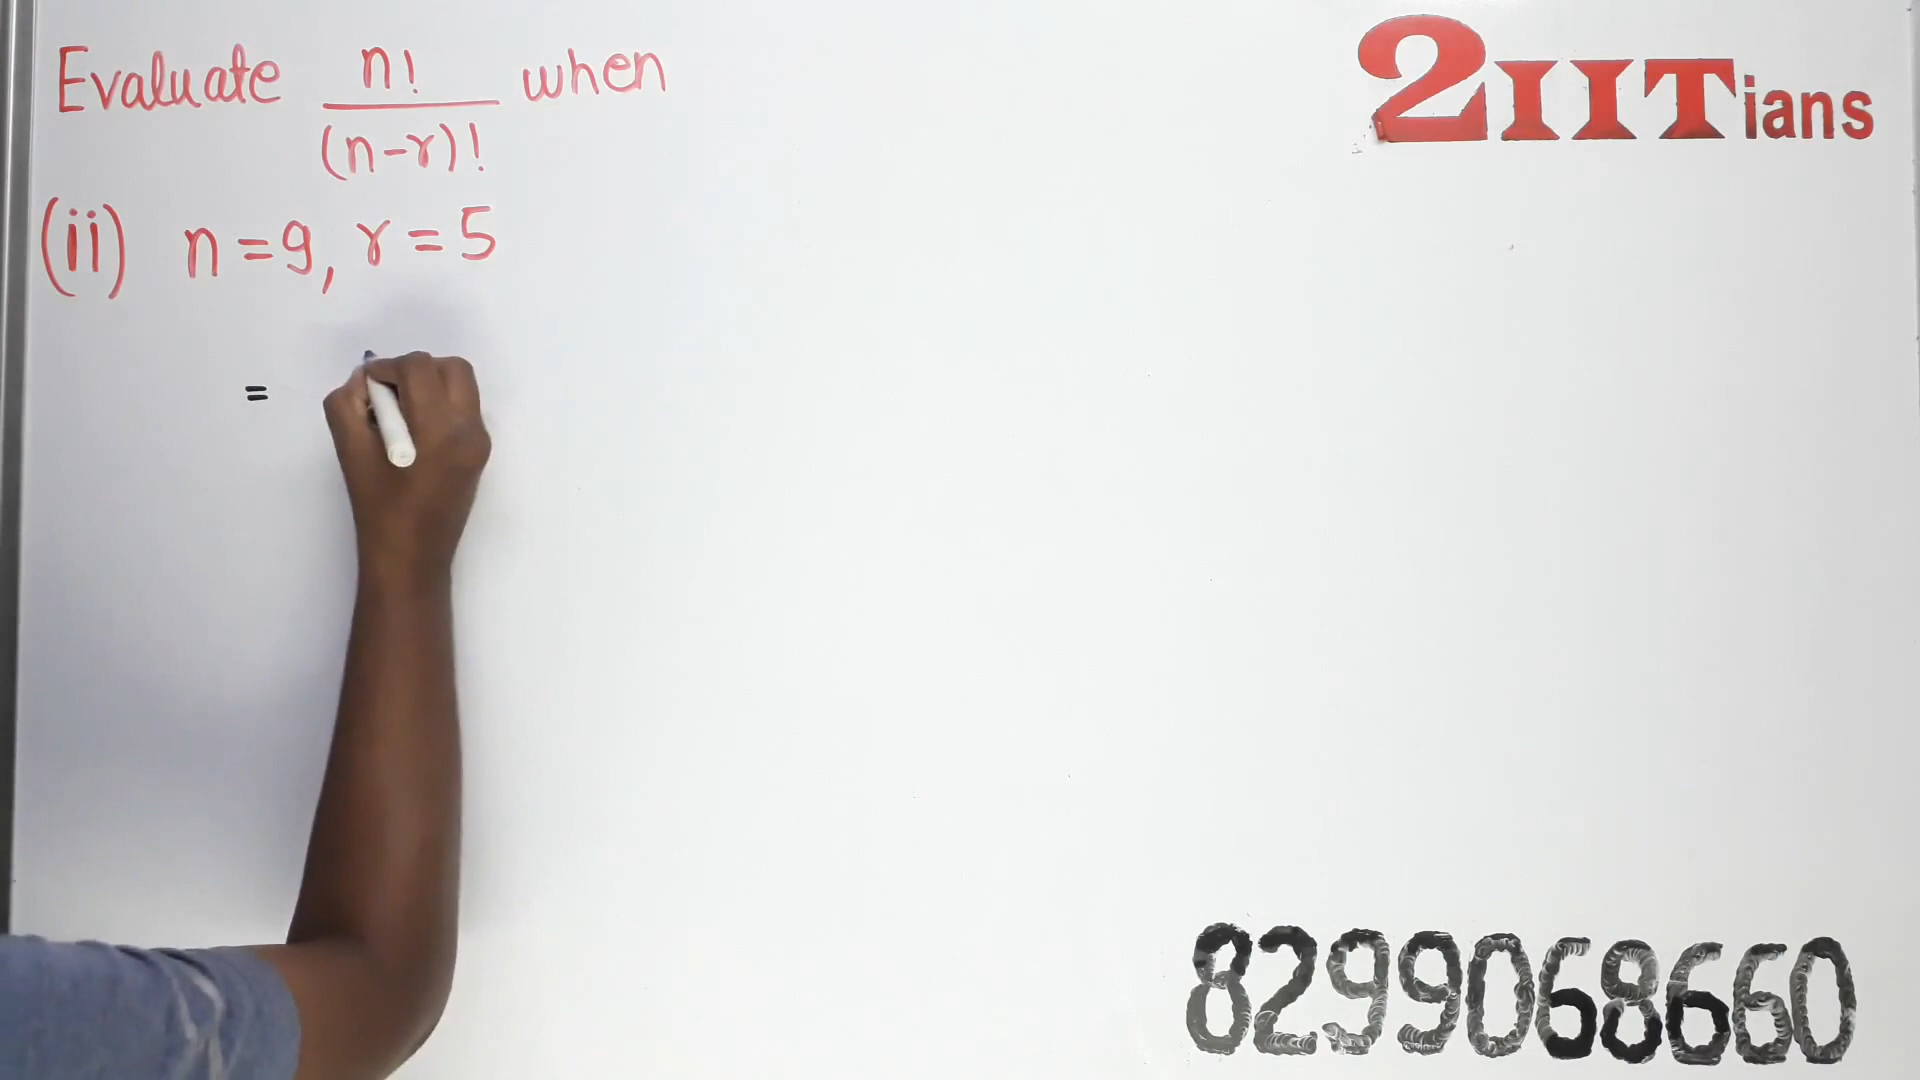 Evaluate n!/(n-r)! when
(ii) n=9, r=5
=
2IITians
8299068660